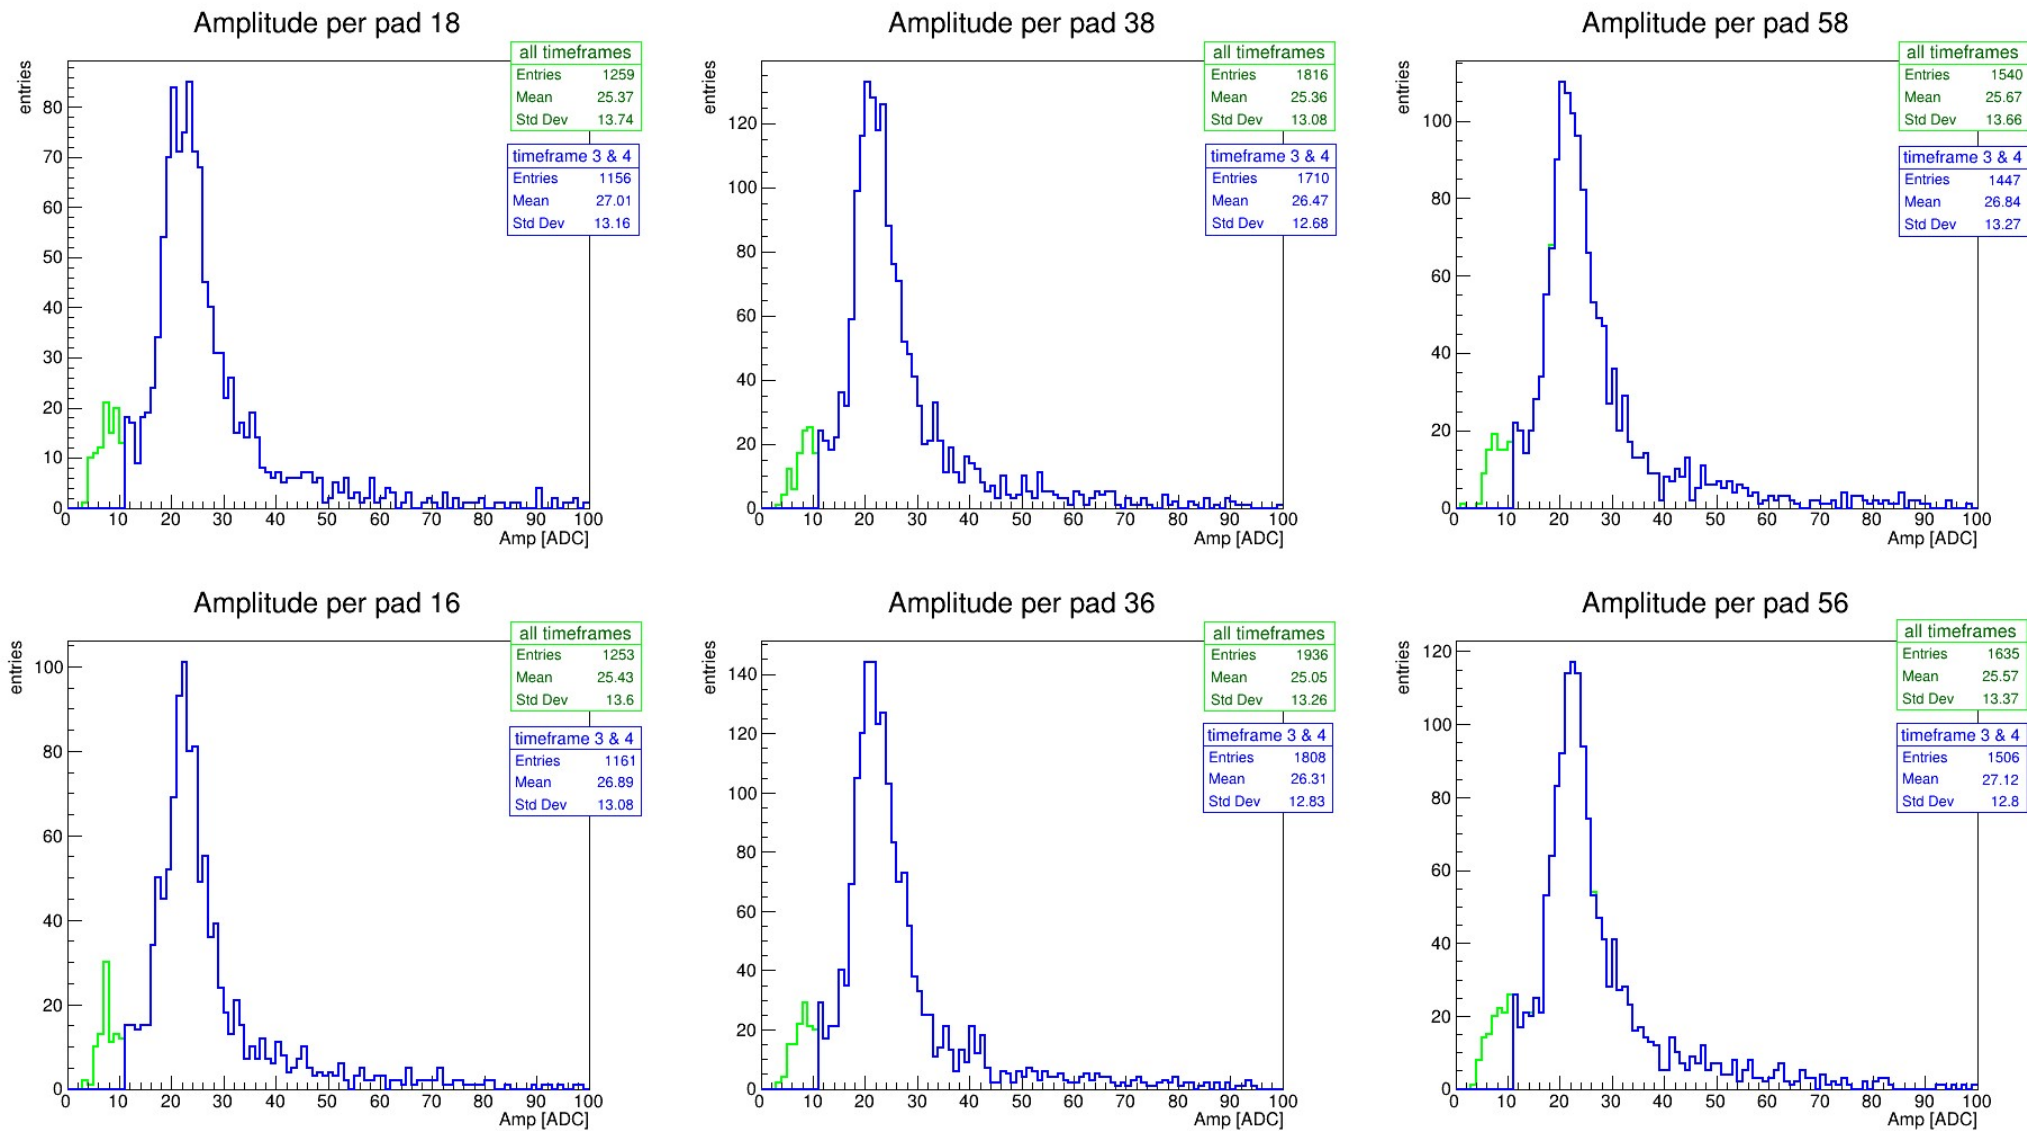 Amplitude per pad 18
entries
all timeframes
Entries 1259
Mean 25.37
Std Dev 13.74
timeframe 3 & 4
Entries 1156
Mean 27.01
Std Dev 13.16
80
70
60
50
40
30
20
10
0
0 10 20 30 40 50 60 70 80 90 100
Amp [ADC]
Amplitude per pad 38
entries
all timeframes
Entries 1816
Mean 25.36
Std Dev 13.08
timeframe 3 & 4
Entries 1710
Mean 26.47
Std Dev 12.68
120
100
80
60
40
20
0
0 10 20 30 40 50 60 70 80 90 100
Amp [ADC]
Amplitude per pad 58
entries
all timeframes
Entries 1540
Mean 25.67
Std Dev 13.66
timeframe 3 & 4
Entries 1447
Mean 26.84
Std Dev 13.27
100
80
60
40
20
0
0 10 20 30 40 50 60 70 80 90 100
Amp [ADC]
Amplitude per pad 16
entries
all timeframes
Entries 1253
Mean 25.43
Std Dev 13.6
timeframe 3 & 4
Entries 1161
Mean 26.89
Std Dev 13.08
100
80
60
40
20
0
0 10 20 30 40 50 60 70 80 90 100
Amp [ADC]
Amplitude per pad 36
entries
all timeframes
Entries 1936
Mean 25.05
Std Dev 13.26
timeframe 3 & 4
Entries 1808
Mean 26.31
Std Dev 12.83
140
120
100
80
60
40
20
0
0 10 20 30 40 50 60 70 80 90 100
Amp [ADC]
Amplitude per pad 56
entries
all timeframes
Entries 1635
Mean 25.57
Std Dev 13.37
timeframe 3 & 4
Entries 1506
Mean 27.12
Std Dev 12.8
120
100
80
60
40
20
0
0 10 20 30 40 50 60 70 80 90 100
Amp [ADC]